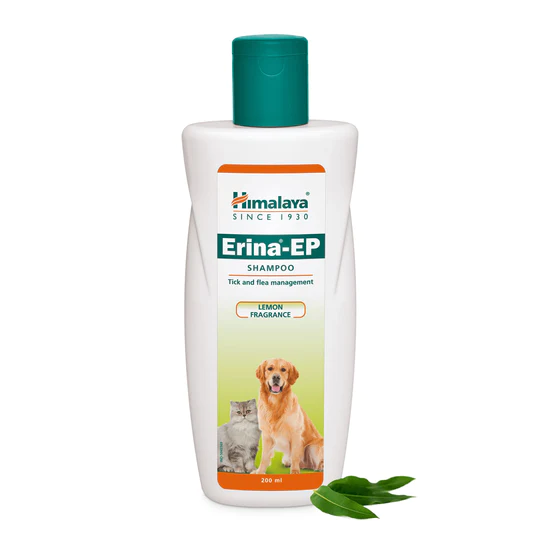 Himalaya®
SINCE 1930
Erina®-EP
SHAMPOO
Tick and flea management
LEMON
FRAGRANCE
200 ml